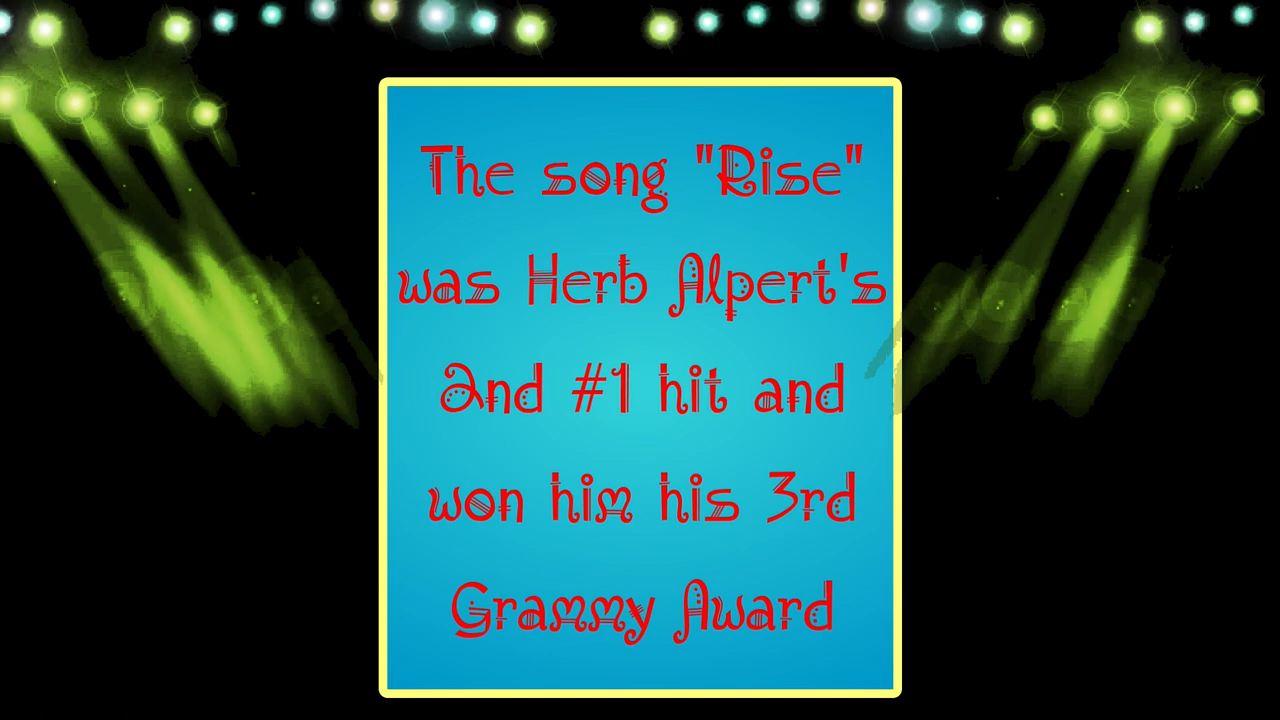 The song "Rise"
was Herb Alpert's
2nd #1 hit and
won him his 3rd
Grammy Award